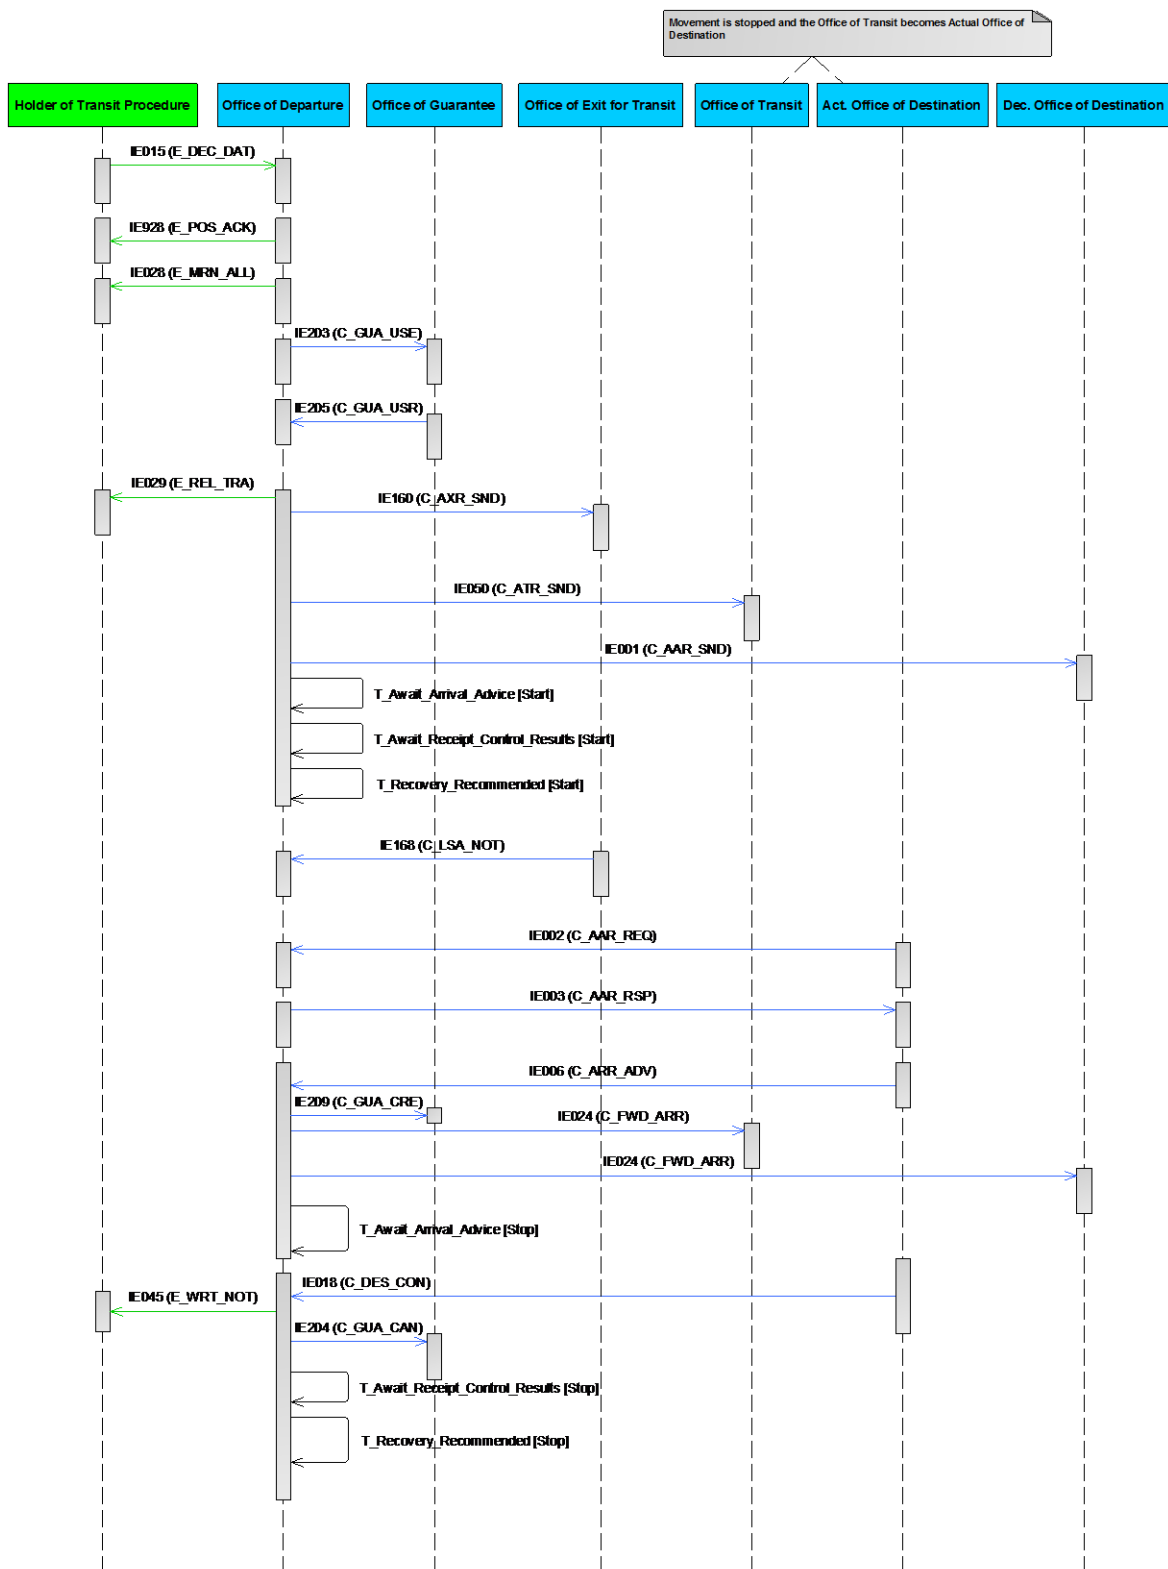 Movement is stopped and the Office of Transit becomes Actual Office of
Destination
Holder of Transit Procedure
Office of Departure
Office of Guarantee
Office of Exit for Transit
Office of Transit
Act. Office of Destination
Dec. Office of Destination
IE015 (E_DEC_DAT)
IE928 (E_POS_ACK)
IE028 (E_MRN_ALL)
IE203 (C_GUA_USE)
IE205 (C_GUA_USR)
IE029 (E_REL_TRA)
IE160 (C_AXR_SND)
IE050 (C_ATR_SND)
IE001 (C_AAR_SND)
T_Await_Arrival_Advice [Start]
T_Await_Receipt_Control_Results [Start]
T_Recovery_Recommended [Start]
IE168 (C_LSA_NOT)
IE002 (C_AAR_REQ)
IE003 (C_AAR_RSP)
IE006 (C_ARR_ADV)
IE209 (C_GUA_CRE)
IE024 (C_FWD_ARR)
IE024 (C_FWD_ARR)
T_Await_Arrival_Advice [Stop]
IE018 (C_DES_CON)
IE045 (E_WRT_NOT)
IE204 (C_GUA_CAN)
T_Await_Receipt_Control_Results [Stop]
T_Recovery_Recommended [Stop]